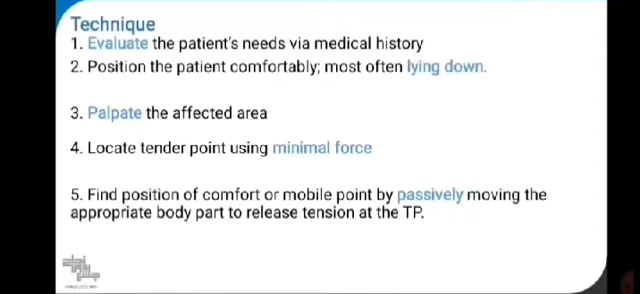 Technique
1. Evaluate the patient's needs via medical history
2. Position the patient comfortably; most often lying down.
3. Palpate the affected area
4. Locate tender point using minimal force
5. Find position of comfort or mobile point by passively moving the
appropriate body part to release tension at the TP.